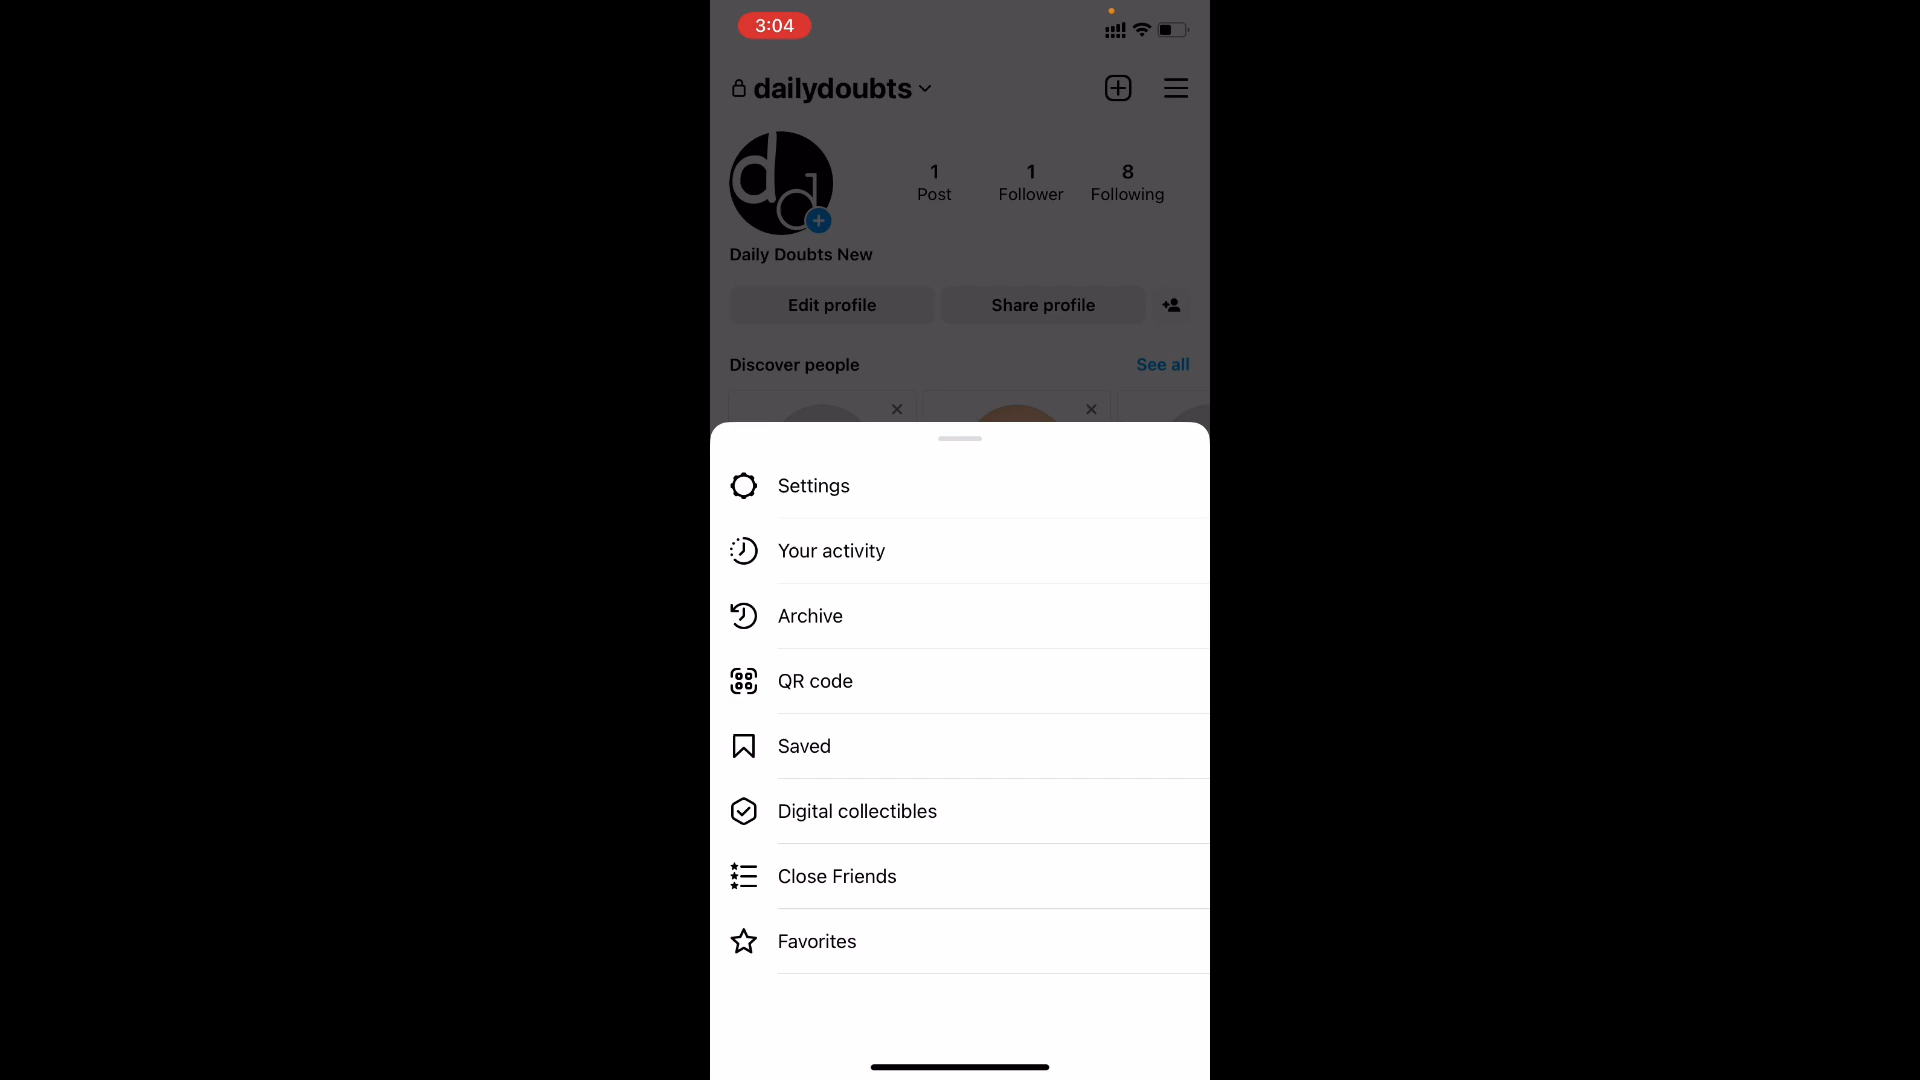 3:04
dailydoubts
dd
1 1 8
Post Follower Following
Daily Doubts New
Edit profile Share profile
Discover people See all
Settings
Your activity
Archive
QR code
Saved
Digital collectibles
Close Friends
Favorites